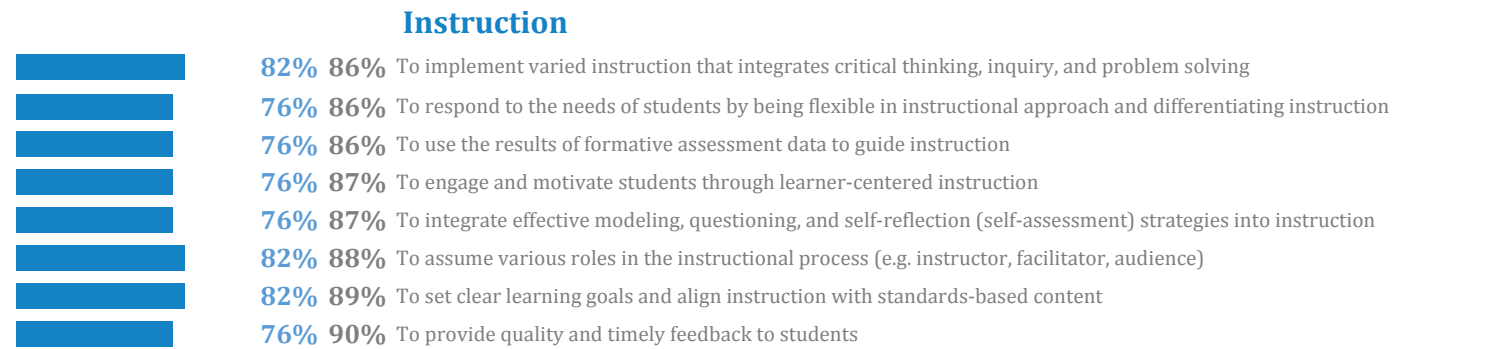 Instruction
82% 86% To implement varied instruction that integrates critical thinking, inquiry, and problem solving
76% 86% To respond to the needs of students by being flexible in instructional approach and differentiating instruction
76% 86% To use the results of formative assessment data to guide instruction
76% 87% To engage and motivate students through learner-centered instruction
76% 87% To integrate effective modeling, questioning, and self-reflection (self-assessment) strategies into instruction
82% 88% To assume various roles in the instructional process (e.g. instructor, facilitator, audience)
82% 89% To set clear learning goals and align instruction with standards-based content
76% 90% To provide quality and timely feedback to students